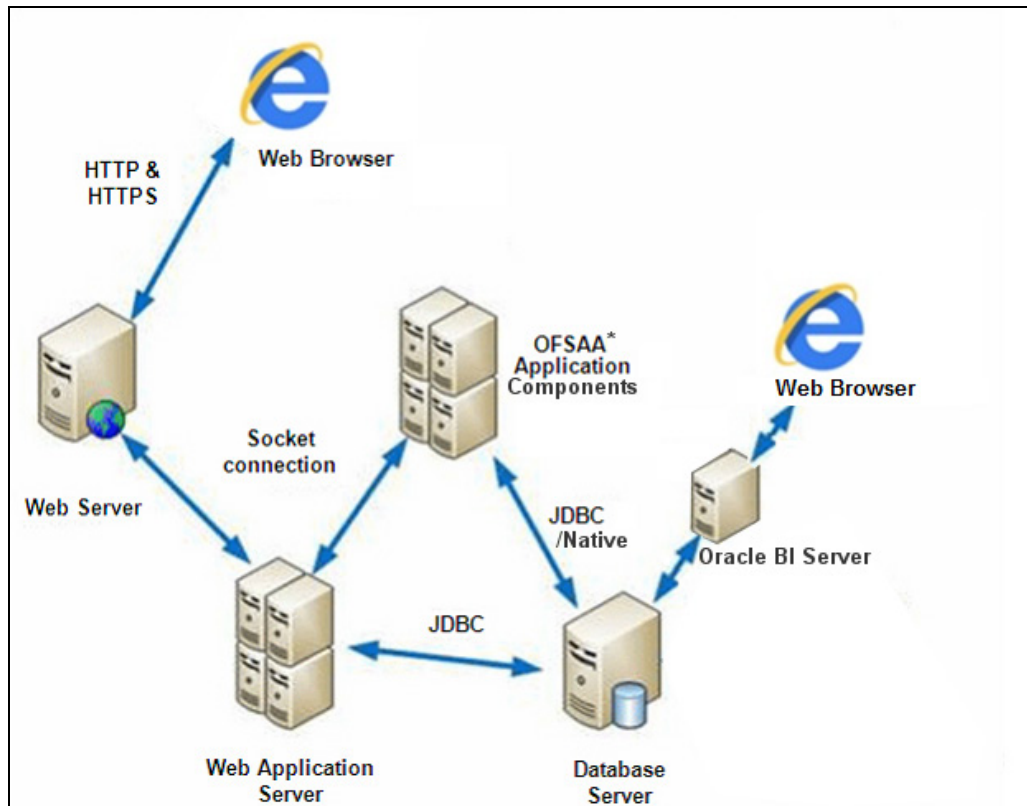 Web Browser
HTTP &
HTTPS
OFSAA*
Application
Components
Web Browser
Socket
connection
Web Server
JDBC
/Native
Oracle BI Server
JDBC
Web Application
Server
Database
Server